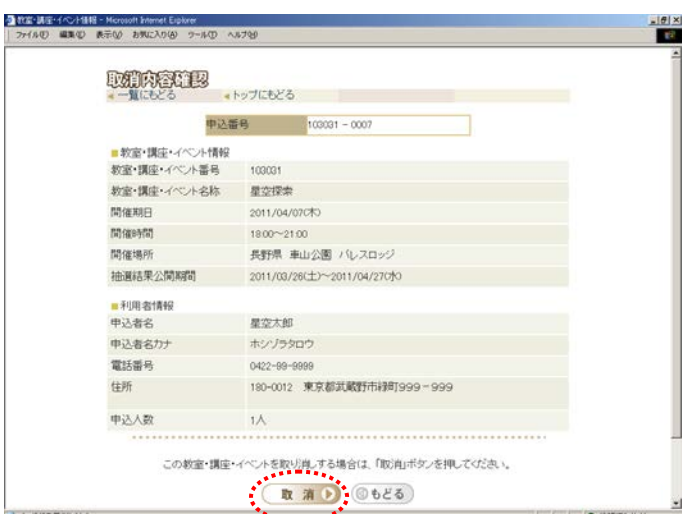 教室・講座・イベント情報 - Microsoft Internet Explorer
ファイル(F) 編集(E) 表示(V) お気に入り(A) ツール(T) ヘルプ(H)
取消内容確認
一覧にもどる トップにもどる
申込番号 103031 - 0007
教室・講座・イベント情報
教室・講座・イベント番号 103031
教室・講座・イベント名称 星空探索
開催期日 2011/04/07(木)
開催時間 18:00～21:00
開催場所 長野県 車山公園 パレスロッジ
抽選結果公開期間 2011/03/26(土)～2011/04/27(水)
利用者情報
申込者名 星空太郎
申込者名カナ ホシゾラタロウ
電話番号 0422-99-9999
住所 180-0012 東京都武蔵野市緑町999－999
申込人数 1人
この教室・講座・イベントを取り消しする場合は、「取消」ボタンを押してください。
取 消 もどる